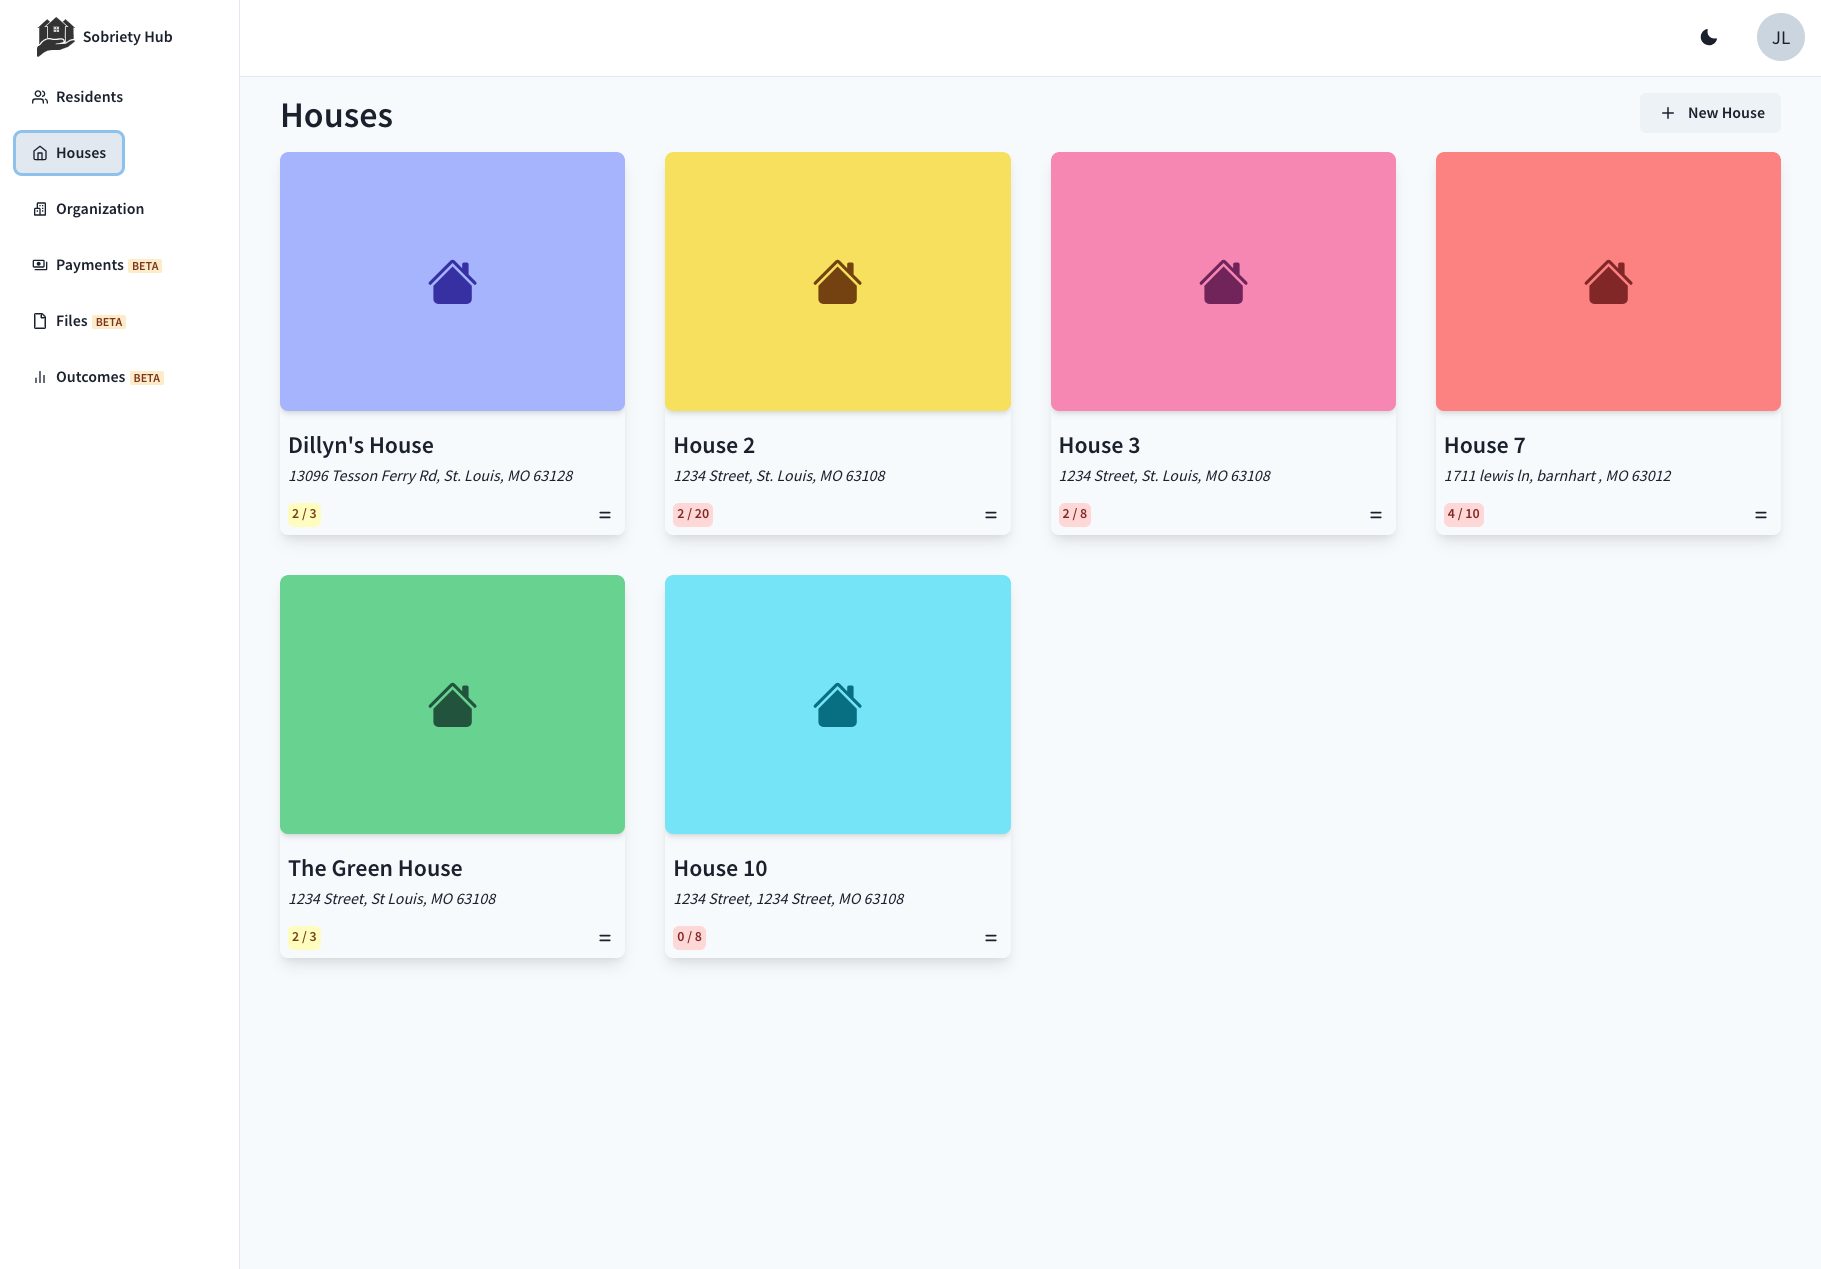 Sobriety Hub
JL
Residents
Houses
Organization
Payments BETA
Files BETA
Outcomes BETA
Houses
New House
Dillyn's House
13096 Tesson Ferry Rd, St. Louis, MO 63128
2 / 3
House 2
1234 Street, St. Louis, MO 63108
2 / 20
House 3
1234 Street, St. Louis, MO 63108
2 / 8
House 7
1711 lewis ln, barnhart , MO 63012
4 / 10
The Green House
1234 Street, St Louis, MO 63108
2 / 3
House 10
1234 Street, 1234 Street, MO 63108
0 / 8